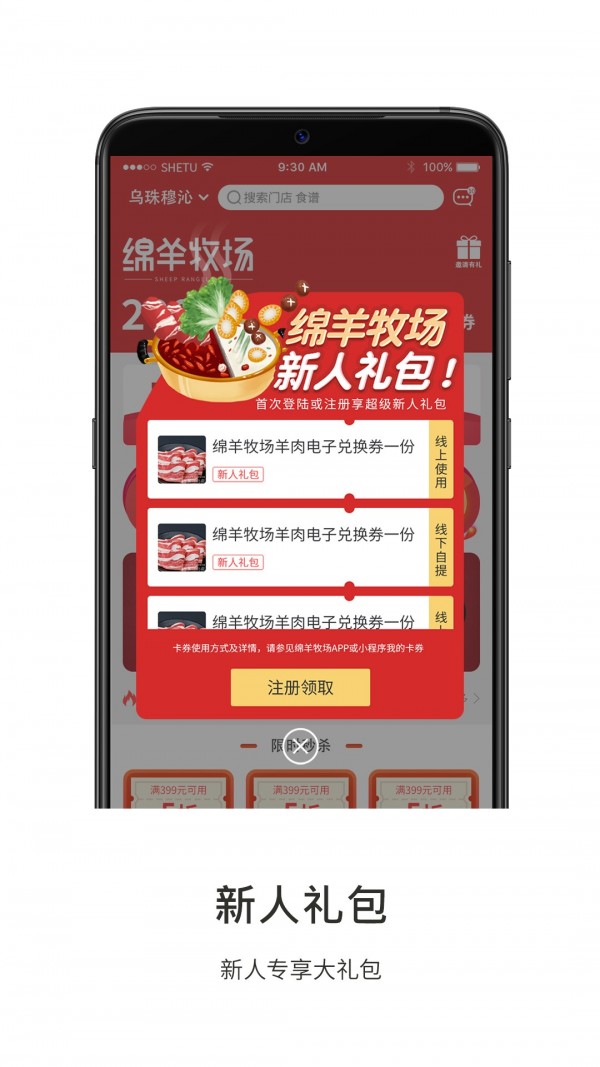 SHETU 9:30 AM 100%
乌珠穆沁 搜索门店 食谱
绵羊牧场
SHEEP RANGE
邀请有礼
2 券
绵羊牧场
新人礼包！
首次登陆或注册享超级新人礼包
绵羊牧场羊肉电子兑换券一份
新人礼包
线上使用
绵羊牧场羊肉电子兑换券一份
新人礼包
线下自提
绵羊牧场羊肉电子兑换券一份
线
卡券使用方式及详情，请参见绵羊牧场APP或小程序我的卡券
注册领取
限时秒杀
满399元可用 满399元可用 满399元可用
5折 5折 5折
新人礼包
新人专享大礼包